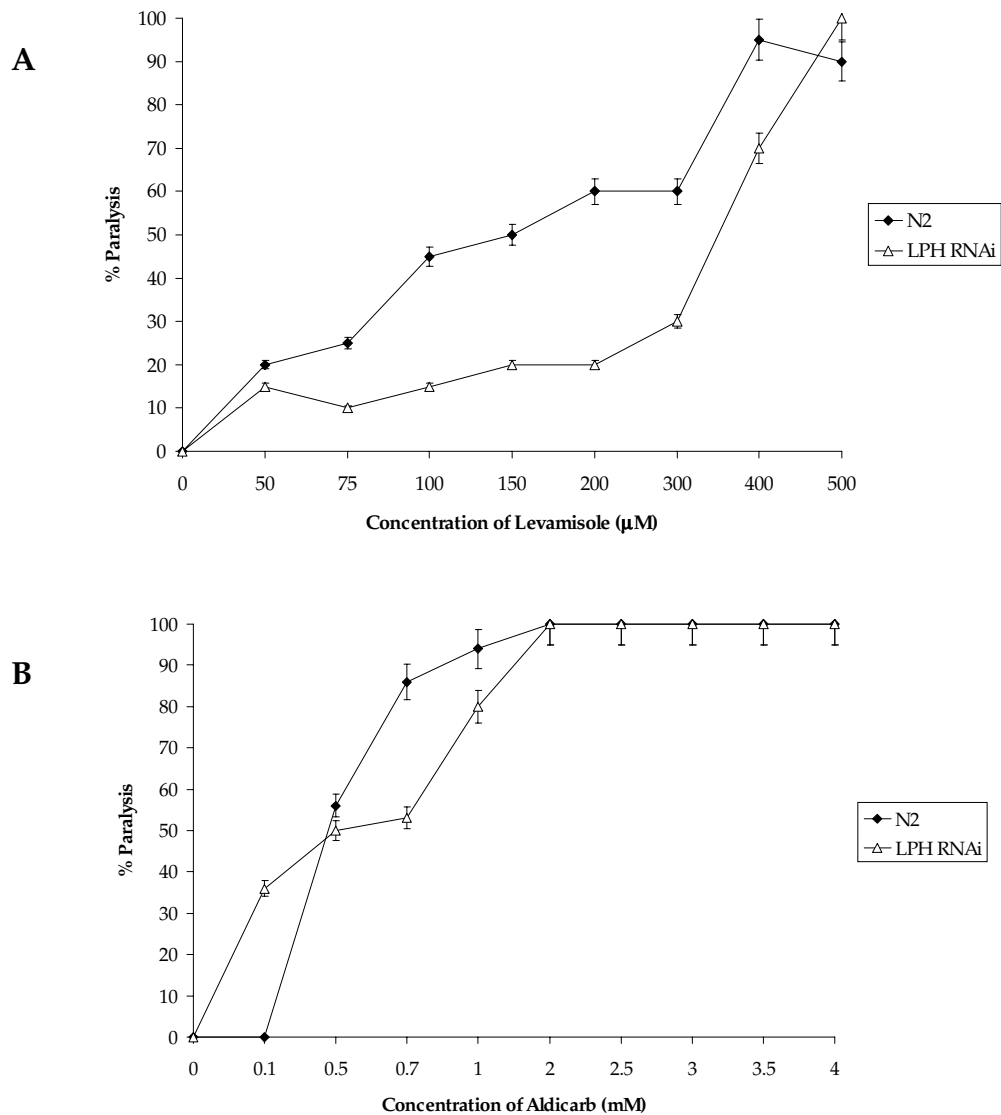 A
100
90
80
70
60
50
40
30
20
10
0
% Paralysis
0 50 75 100 150 200 300 400 500
Concentration of Levamisole (μM)
N2
LPH RNAi
B
100
90
80
70
60
50
40
30
20
10
0
% Paralysis
0 0.1 0.5 0.7 1 2 2.5 3 3.5 4
Concentration of Aldicarb (mM)
N2
LPH RNAi